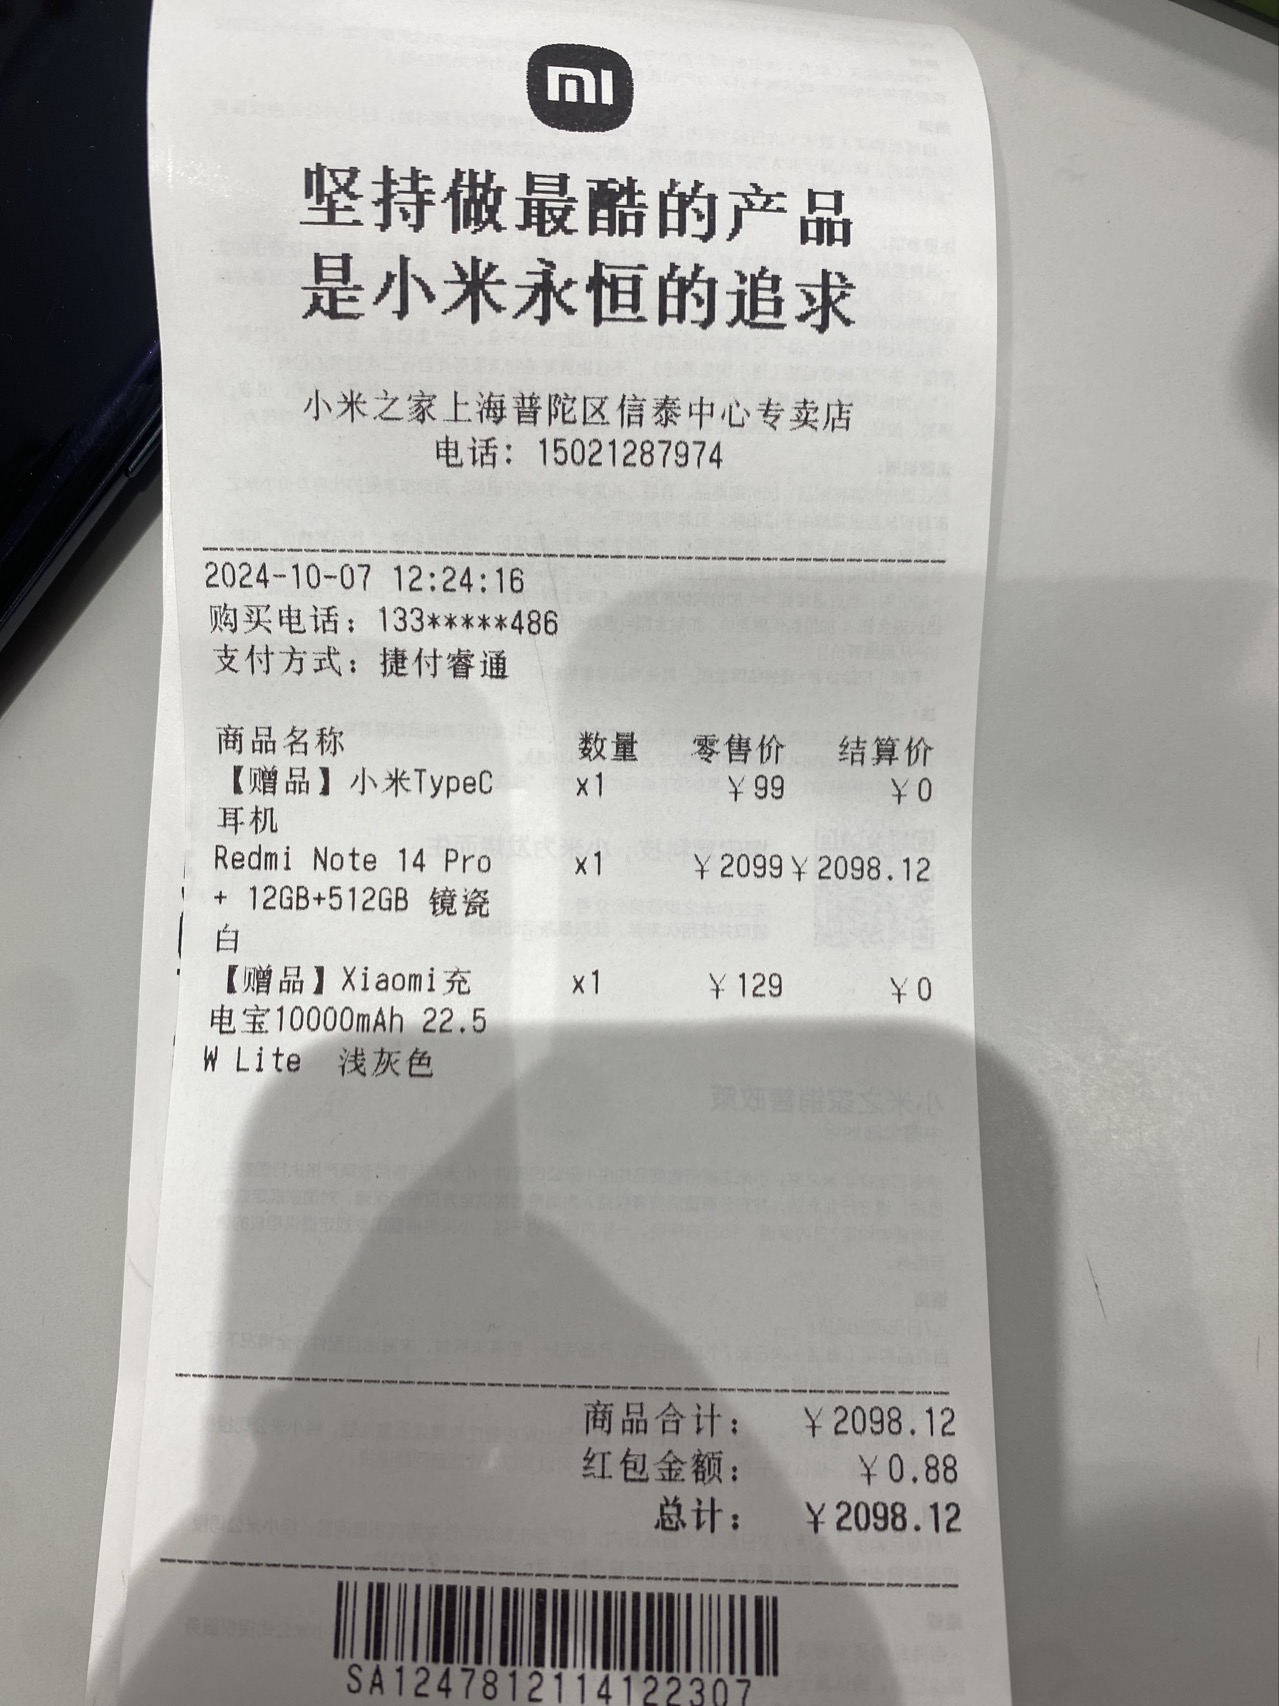 mi
坚持做最酷的产品
是小米永恒的追求
小米之家上海普陀区信泰中心专卖店
电话: 15021287974
2024-10-07 12:24:16
购买电话: 133*****486
支付方式: 捷付睿通
商品名称 数量 零售价 结算价
【赠品】小米TypeC x1 ¥99 ¥0
耳机
Redmi Note 14 Pro x1 ¥2099 ¥2098.12
+ 12GB+512GB 镜瓷
白
【赠品】Xiaomi充 x1 ¥129 ¥0
电宝10000mAh 22.5
W Lite 浅灰色
商品合计: ¥2098.12
红包金额: ¥0.88
总计: ¥2098.12
SA1247812114122307